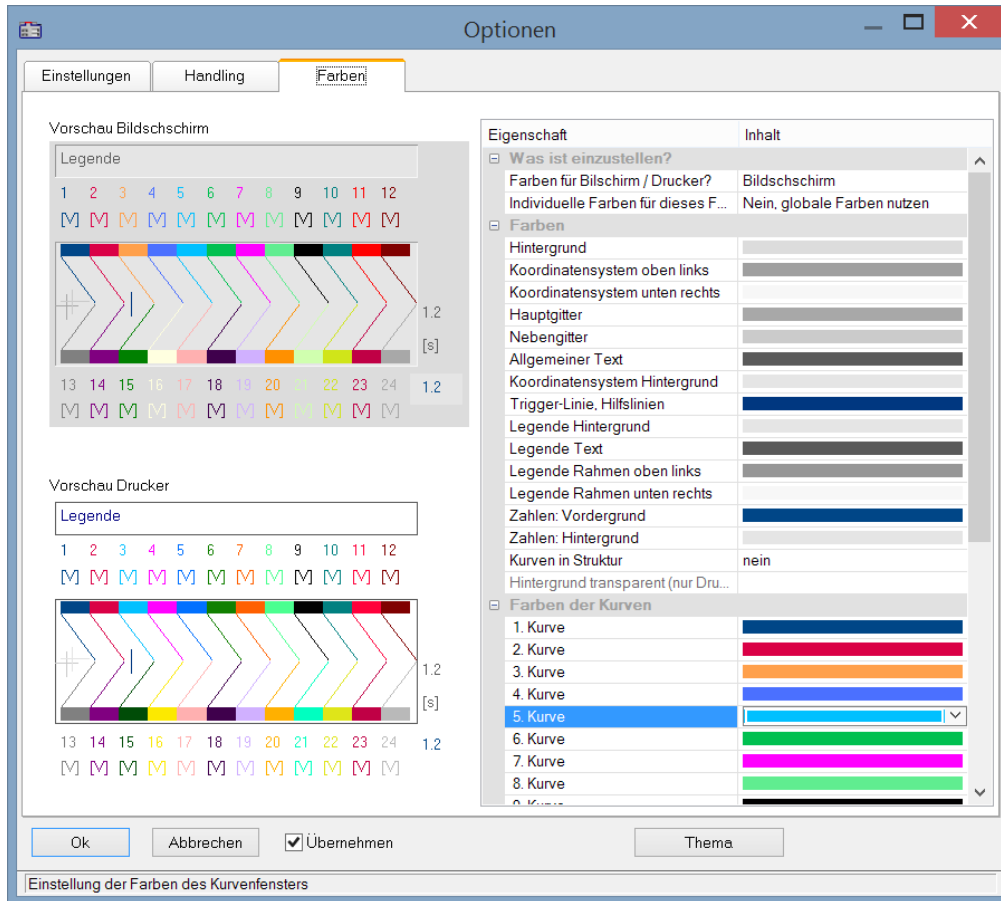 Optionen
Einstellungen Handling Farben
Vorschau Bildschschirm
Legende
1 2 3 4 5 6 7 8 9 10 11 12
[V] [V] [V] [V] [V] [V] [V] [V] [V] [V] [V] [V]
1.2
[s]
13 14 15 16 17 18 19 20 21 22 23 24 1.2
[V] [V] [V] [V] [V] [V] [V] [V] [V] [V] [V] [V]
Vorschau Drucker
Legende
1 2 3 4 5 6 7 8 9 10 11 12
[V] [V] [V] [V] [V] [V] [V] [V] [V] [V] [V] [V]
1.2
[s]
13 14 15 16 17 18 19 20 21 22 23 24 1.2
[V] [V] [V] [V] [V] [V] [V] [V] [V] [V] [V] [V]
Eigenschaft Inhalt
Was ist einzustellen?
Farben für Bilschirm / Drucker? Bildschschirm
Individuelle Farben für dieses F... Nein, globale Farben nutzen
Farben
Hintergrund
Koordinatensystem oben links
Koordinatensystem unten rechts
Hauptgitter
Nebengitter
Allgemeiner Text
Koordinatensystem Hintergrund
Trigger-Linie, Hilfslinien
Legende Hintergrund
Legende Text
Legende Rahmen oben links
Legende Rahmen unten rechts
Zahlen: Vordergrund
Zahlen: Hintergrund
Kurven in Struktur nein
Hintergrund transparent (nur Dru...
Farben der Kurven
1. Kurve
2. Kurve
3. Kurve
4. Kurve
5. Kurve
6. Kurve
7. Kurve
8. Kurve
9. Kurve
Ok Abbrechen Übernehmen Thema
Einstellung der Farben des Kurvenfensters